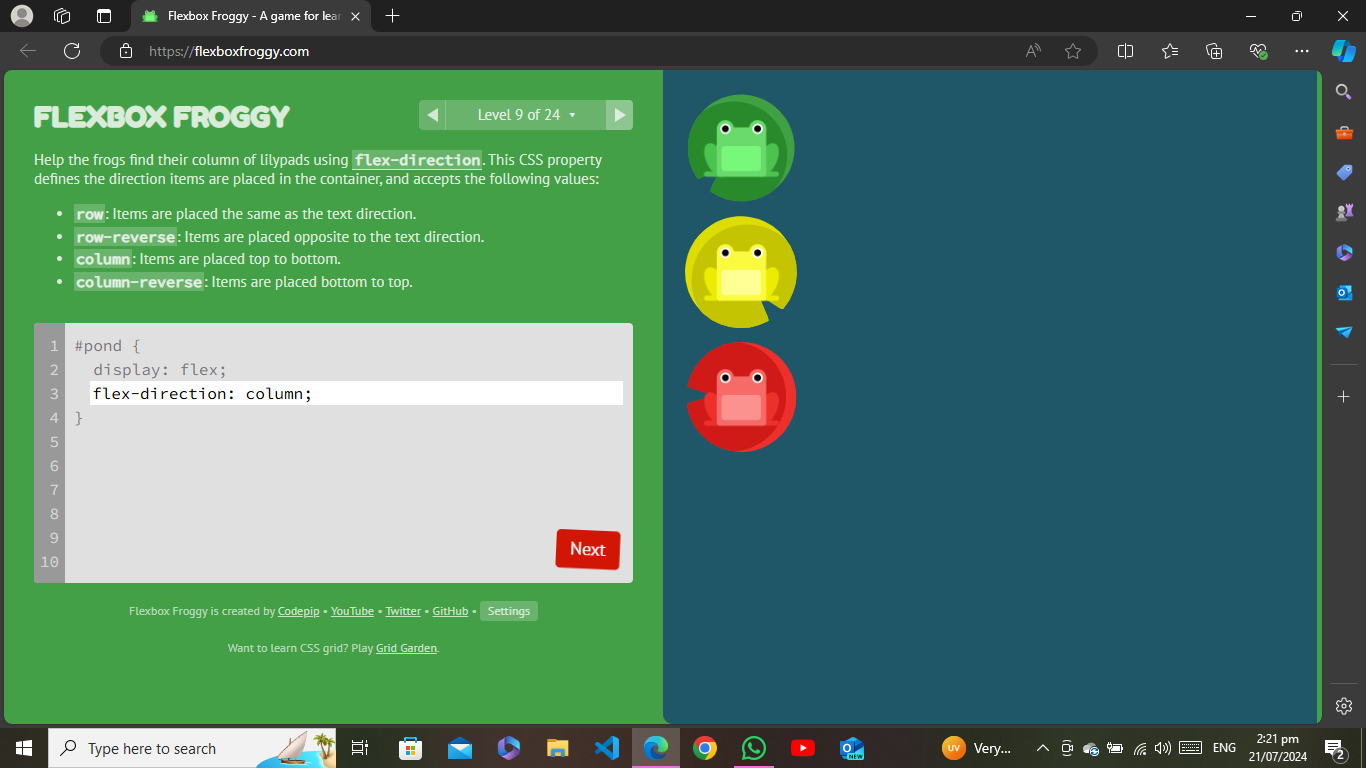 Flexbox Froggy - A game for lear
https://flexboxfroggy.com
FLEXBOX FROGGY
Level 9 of 24
Help the frogs find their column of lilypads using flex-direction. This CSS property
defines the direction items are placed in the container, and accepts the following values:
• row: Items are placed the same as the text direction.
• row-reverse: Items are placed opposite to the text direction.
• column: Items are placed top to bottom.
• column-reverse: Items are placed bottom to top.
1 #pond {
2 display: flex;
3 flex-direction: column;
4 }
5
6
7
8
9
10
Next
Flexbox Froggy is created by Codepip • YouTube • Twitter • GitHub • Settings
Want to learn CSS grid? Play Grid Garden.
Type here to search
NEW
UV
Very...
ENG
2:21 pm
21/07/2024
2